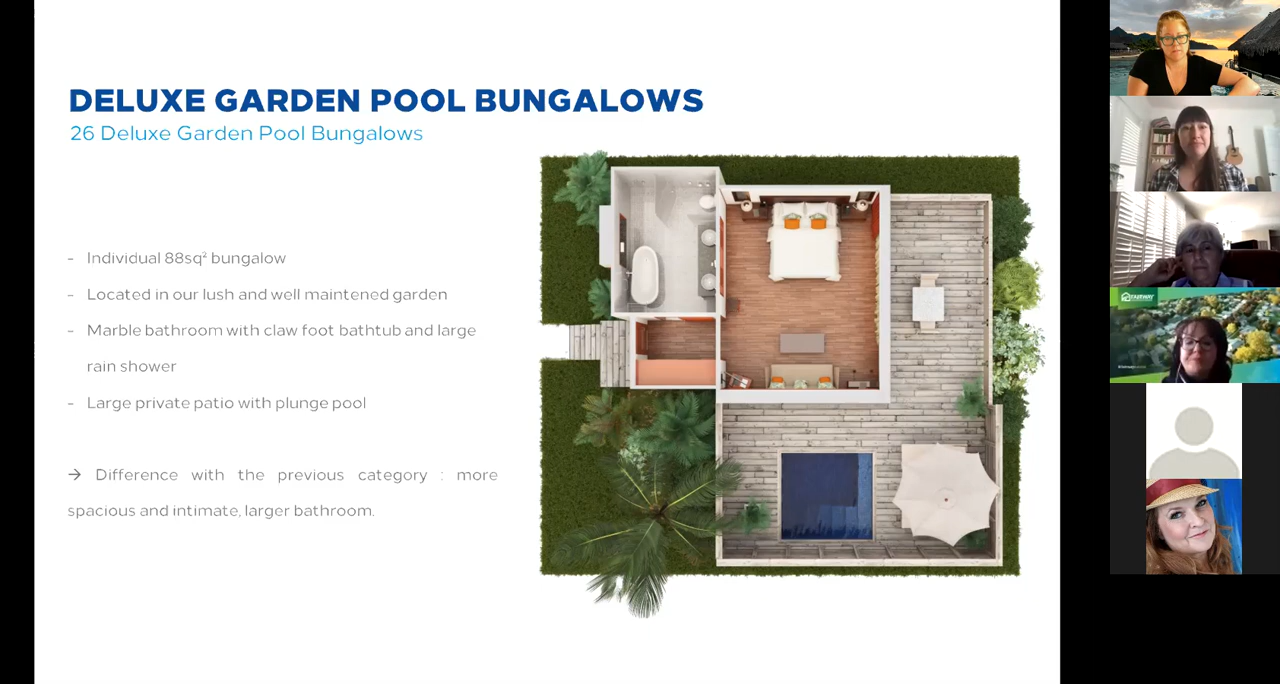 DELUXE GARDEN POOL BUNGALOWS
26 Deluxe Garden Pool Bungalows
- Individual 88sq² bungalow
- Located in our lush and well maintened garden
- Marble bathroom with claw foot bathtub and large
rain shower
- Large private patio with plunge pool
→ Difference with the previous category : more
spacious and intimate, larger bathroom.